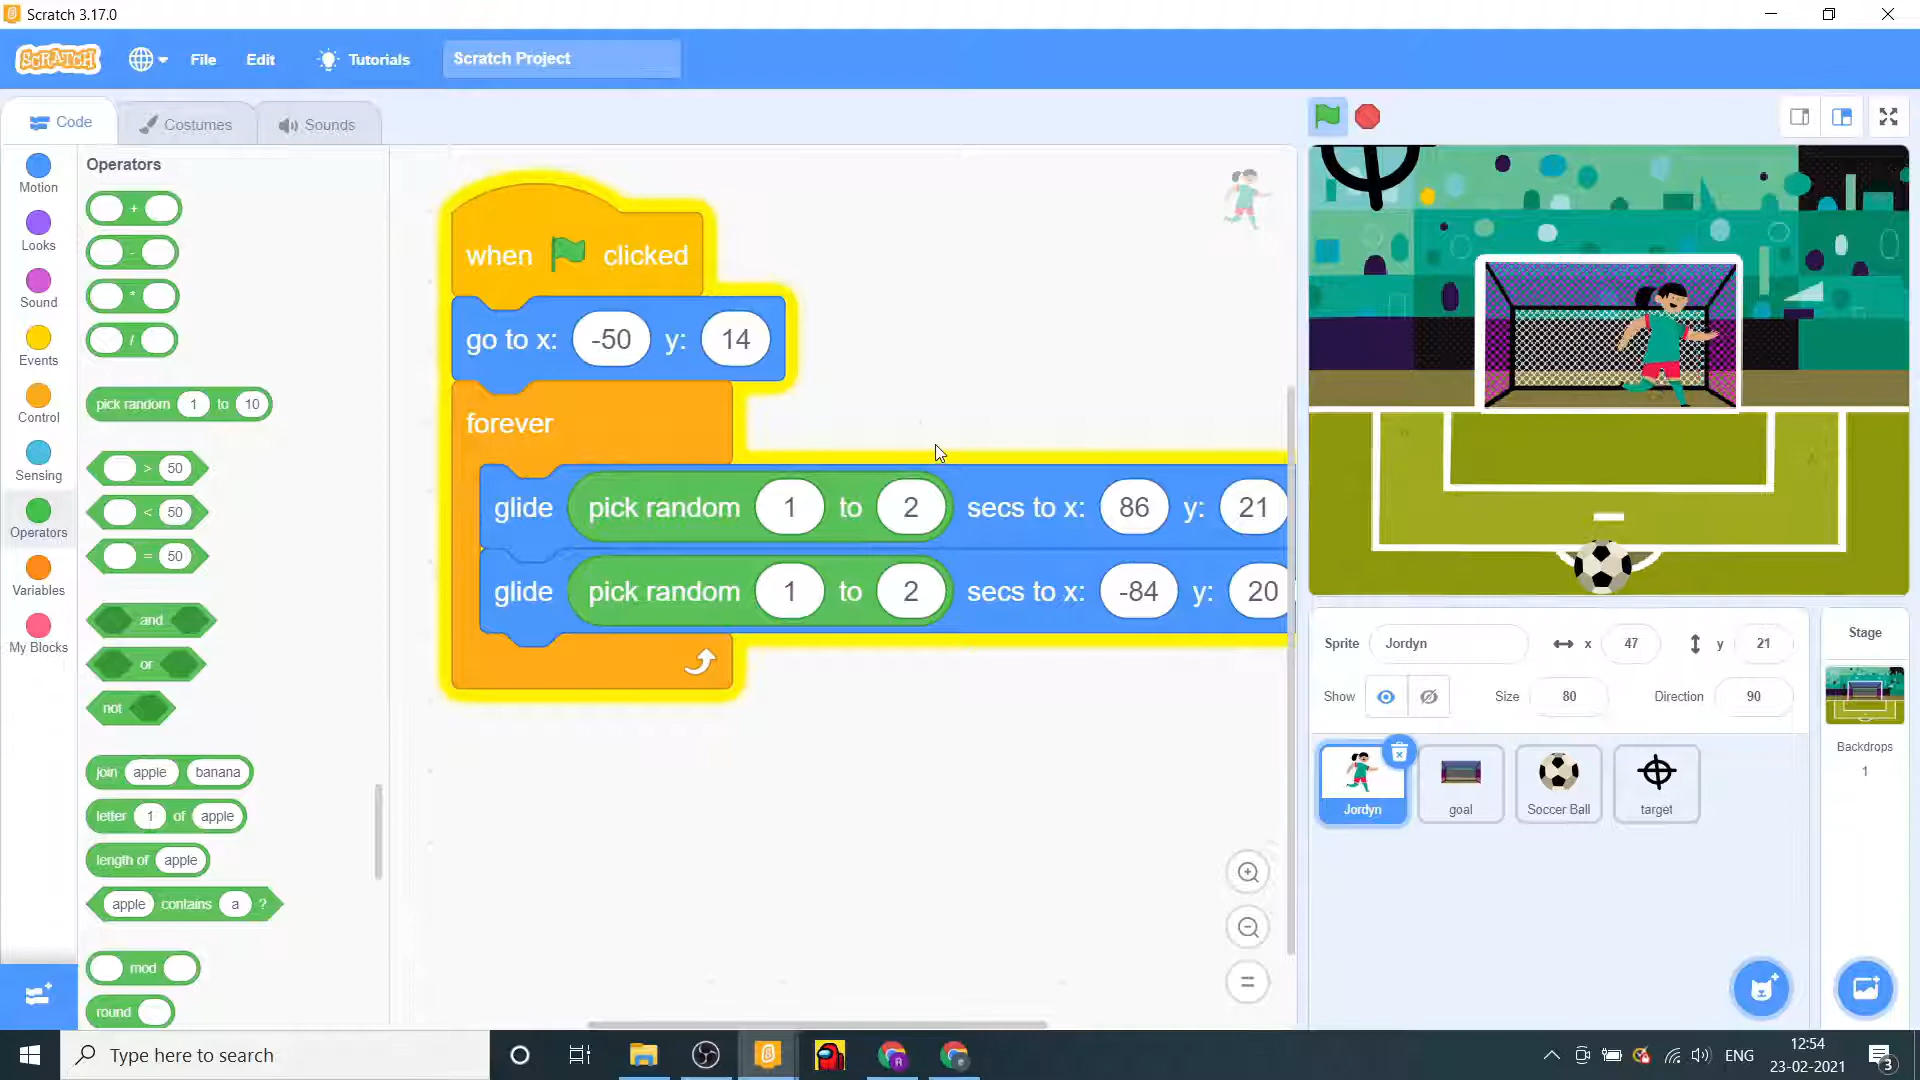 Scratch 3.17.0
SCRATCH File Edit Tutorials Scratch Project
Code Costumes Sounds
Motion
Looks
Sound
Events
Control
Sensing
Operators
Variables
My Blocks
Operators
+
-
*
/
pick random 1 to 10
> 50
< 50
= 50
and
or
not
join apple banana
letter 1 of apple
length of apple
apple contains a ?
mod
round
when clicked
go to x: -50 y: 14
forever
glide pick random 1 to 2 secs to x: 86 y: 21
glide pick random 1 to 2 secs to x: -84 y: 20
Sprite Jordyn x 47 y 21
Show Size 80 Direction 90
Jordyn goal Soccer Ball target
Stage
Backdrops
1
Type here to search
ENG
12:54
23-02-2021
3